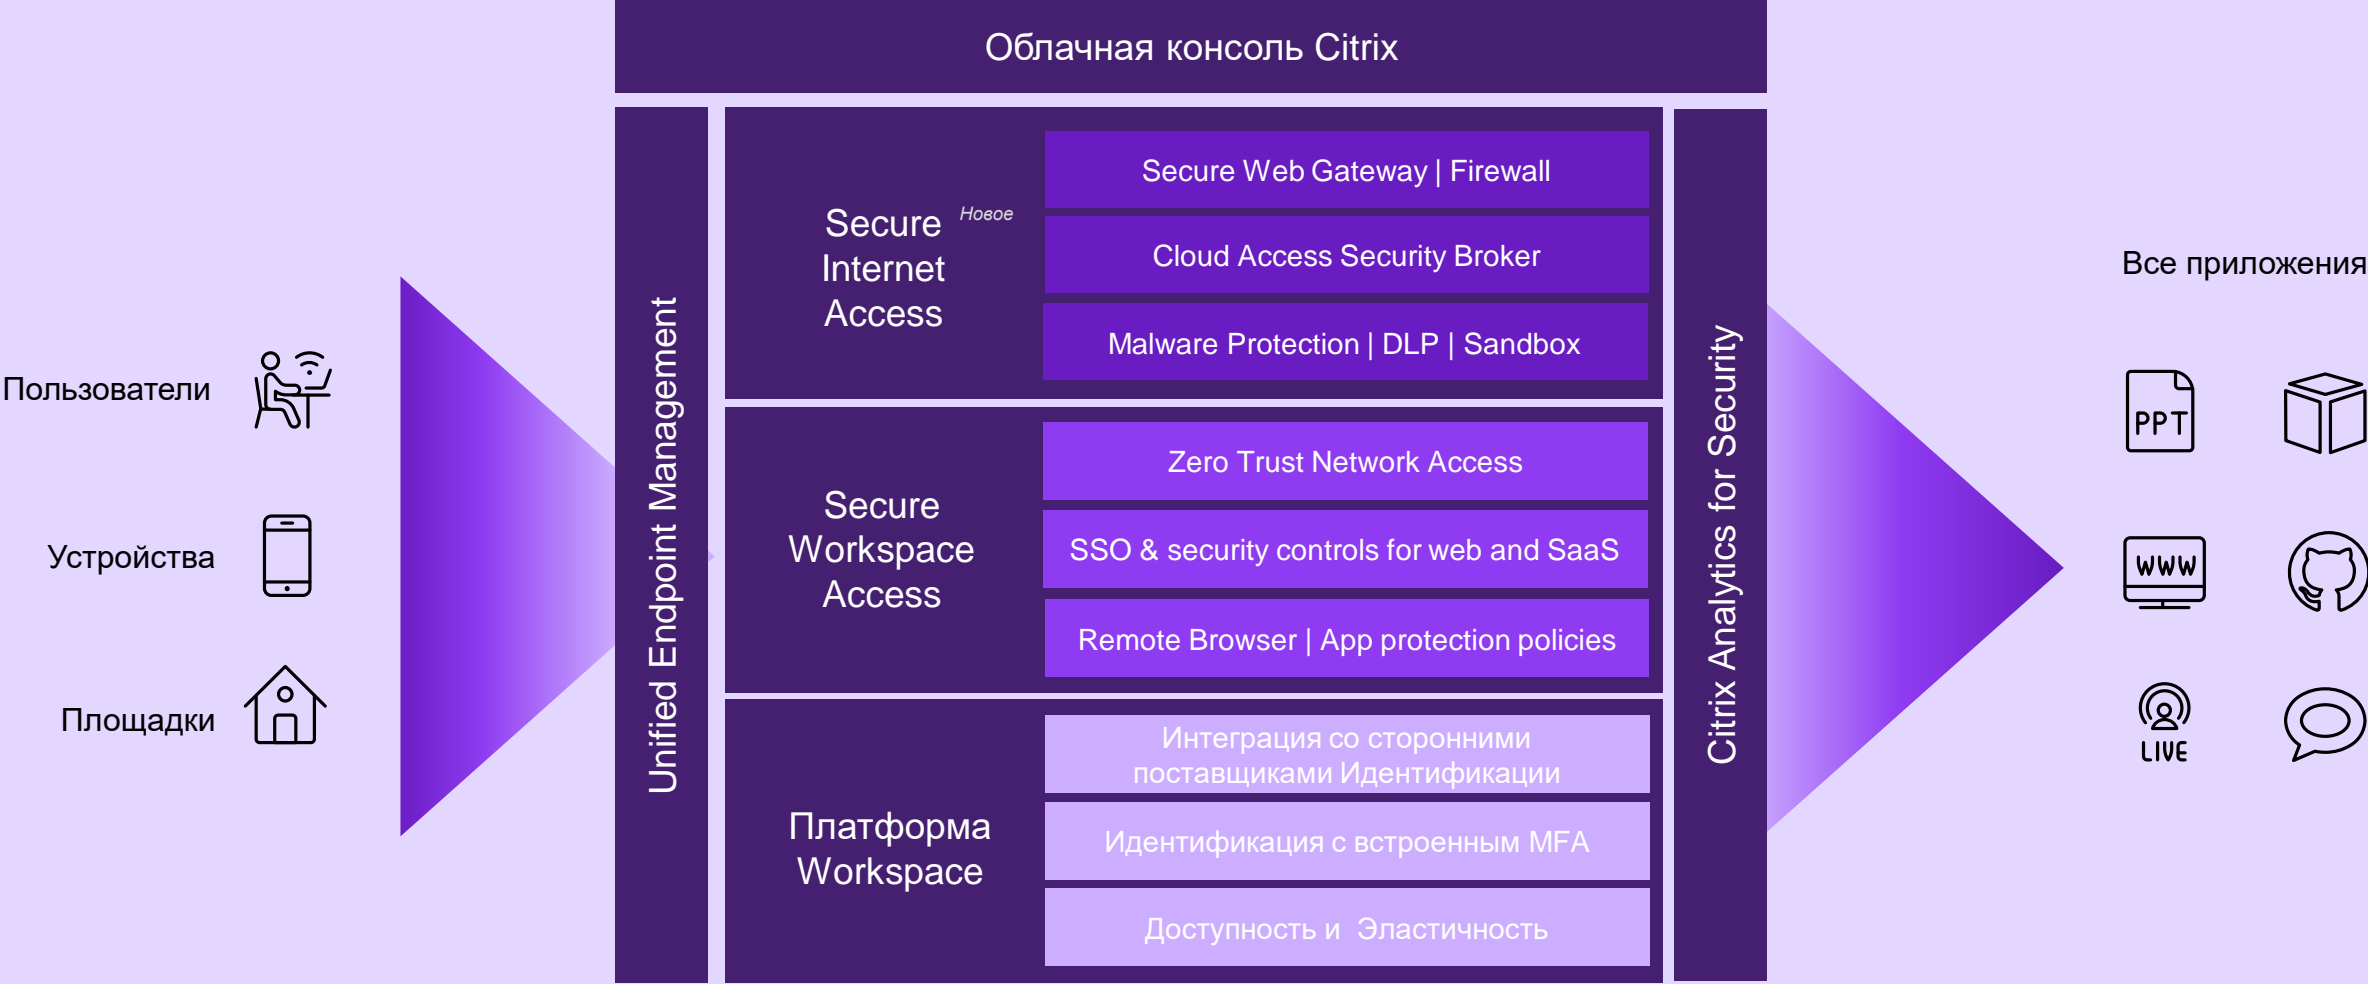 Облачная консоль Citrix
Пользователи
Устройства
Площадки
Unified Endpoint Management
Secure
Новое
Internet
Access
Secure Web Gateway | Firewall
Cloud Access Security Broker
Malware Protection | DLP | Sandbox
Secure
Workspace
Access
Zero Trust Network Access
SSO & security controls for web and SaaS
Remote Browser | App protection policies
Платформа
Workspace
Интеграция со сторонними
поставщиками Идентификации
Идентификация с встроенным MFA
Доступность и Эластичность
Citrix Analytics for Security
Все приложения
PPT
WWW
LIVE